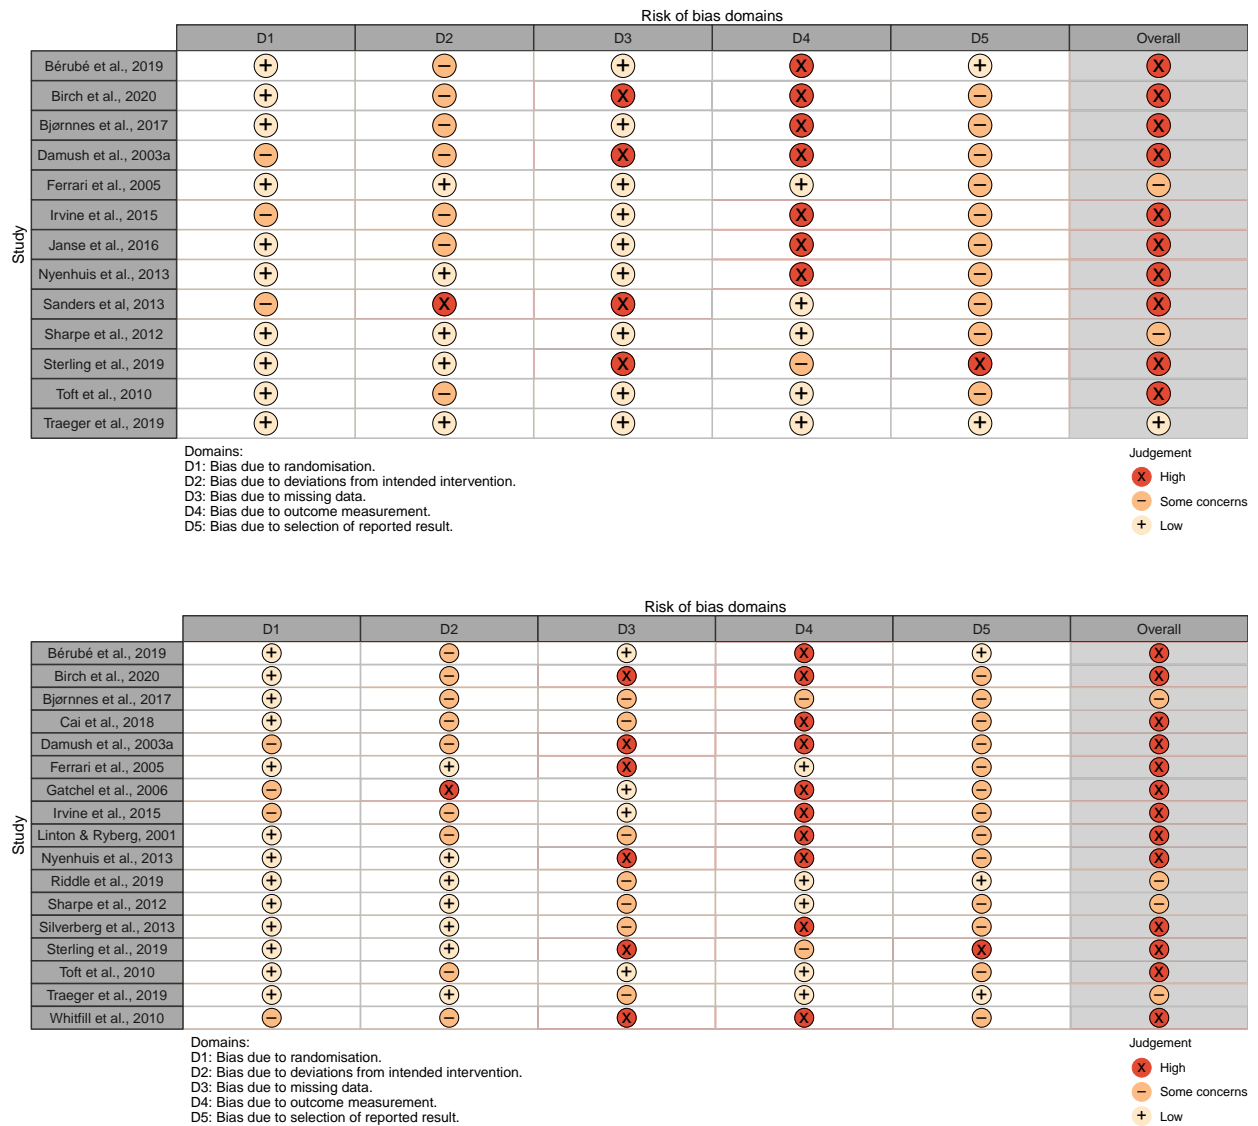 Risk of bias domains
D1 D2 D3 D4 D5 Overall
Study
Bérubé et al., 2019 + − + X + X
Birch et al., 2020 + − X X − X
Bjørnnes et al., 2017 + − + X − X
Damush et al., 2003a − − X X − X
Ferrari et al., 2005 + + + + − −
Irvine et al., 2015 − − + X − X
Janse et al., 2016 + − + X − X
Nyenhuis et al., 2013 + + + X − X
Sanders et al, 2013 − X X + − X
Sharpe et al., 2012 + + + + − −
Sterling et al., 2019 + + X − X X
Toft et al., 2010 + − + + − X
Traeger et al., 2019 + + + + + +
Domains:
D1: Bias due to randomisation.
D2: Bias due to deviations from intended intervention.
D3: Bias due to missing data.
D4: Bias due to outcome measurement.
D5: Bias due to selection of reported result.
Judgement
X High
− Some concerns
+ Low
Risk of bias domains
D1 D2 D3 D4 D5 Overall
Study
Bérubé et al., 2019 + − + X + X
Birch et al., 2020 + − X X − X
Bjørnnes et al., 2017 + − − − − −
Cai et al., 2018 + − − X − X
Damush et al., 2003a − − X X − X
Ferrari et al., 2005 + + X + − X
Gatchel et al., 2006 − X + X − X
Irvine et al., 2015 − − + X − X
Linton & Ryberg, 2001 + − − X − X
Nyenhuis et al., 2013 + + X X − X
Riddle et al., 2019 + + − + + −
Sharpe et al., 2012 + + − + − −
Silverberg et al., 2013 + + − X − X
Sterling et al., 2019 + + X − X X
Toft et al., 2010 + − + + − X
Traeger et al., 2019 + + − + + −
Whitfill et al., 2010 − − X X − X
Domains:
D1: Bias due to randomisation.
D2: Bias due to deviations from intended intervention.
D3: Bias due to missing data.
D4: Bias due to outcome measurement.
D5: Bias due to selection of reported result.
Judgement
X High
− Some concerns
+ Low